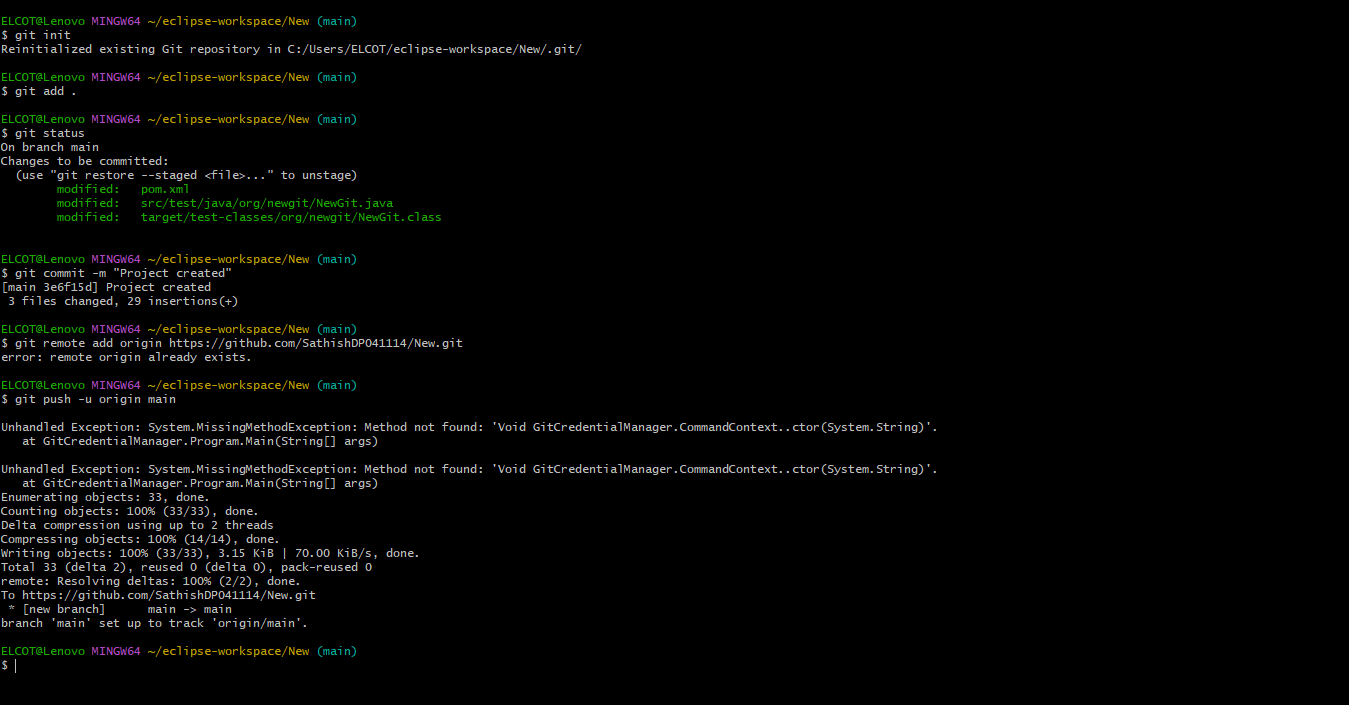 ELCOT@Lenovo MINGW64 ~/eclipse-workspace/New (main)
$ git init
Reinitialized existing Git repository in C:/Users/ELCOT/eclipse-workspace/New/.git/
ELCOT@Lenovo MINGW64 ~/eclipse-workspace/New (main)
$ git add .
ELCOT@Lenovo MINGW64 ~/eclipse-workspace/New (main)
$ git status
On branch main
Changes to be committed:
  (use "git restore --staged <file>..." to unstage)
        modified:   pom.xml
        modified:   src/test/java/org/newgit/NewGit.java
        modified:   target/test-classes/org/newgit/NewGit.class
ELCOT@Lenovo MINGW64 ~/eclipse-workspace/New (main)
$ git commit -m "Project created"
[main 3e6f15d] Project created
 3 files changed, 29 insertions(+)
ELCOT@Lenovo MINGW64 ~/eclipse-workspace/New (main)
$ git remote add origin https://github.com/SathishDPO41114/New.git
error: remote origin already exists.
ELCOT@Lenovo MINGW64 ~/eclipse-workspace/New (main)
$ git push -u origin main
Unhandled Exception: System.MissingMethodException: Method not found: 'Void GitCredentialManager.CommandContext..ctor(System.String)'.
   at GitCredentialManager.Program.Main(String[] args)
Unhandled Exception: System.MissingMethodException: Method not found: 'Void GitCredentialManager.CommandContext..ctor(System.String)'.
   at GitCredentialManager.Program.Main(String[] args)
Enumerating objects: 33, done.
Counting objects: 100% (33/33), done.
Delta compression using up to 2 threads
Compressing objects: 100% (14/14), done.
Writing objects: 100% (33/33), 3.15 KiB | 70.00 KiB/s, done.
Total 33 (delta 2), reused 0 (delta 0), pack-reused 0
remote: Resolving deltas: 100% (2/2), done.
To https://github.com/SathishDPO41114/New.git
 * [new branch]      main -> main
branch 'main' set up to track 'origin/main'.
ELCOT@Lenovo MINGW64 ~/eclipse-workspace/New (main)
$